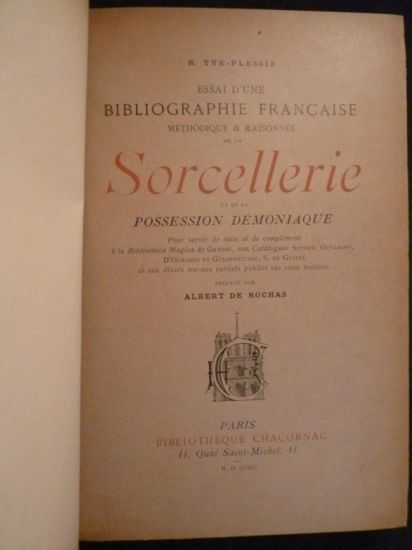 R. YVE-PLESSIS
ESSAI D'UNE
BIBLIOGRAPHIE FRANÇAISE
MÉTHODIQUE & RAISONNÉE
DE LA
Sorcellerie
ET DE LA
POSSESSION DÉMONIAQUE
Pour servir de suite et de complément
à la Bibliotheca Magica de GRÆSSE, aux Catalogues SÉPHER, OUVAROFF,
D'OURCHES ET GULDENSTUBBE, S. DE GUAITA
et aux divers travaux partiels publiés sur cette matière.
PRÉFACE PAR
ALBERT DE ROCHAS
PARIS
BIBLIOTHÈQUE CHACORNAC
11, Quai Saint-Michel, 11